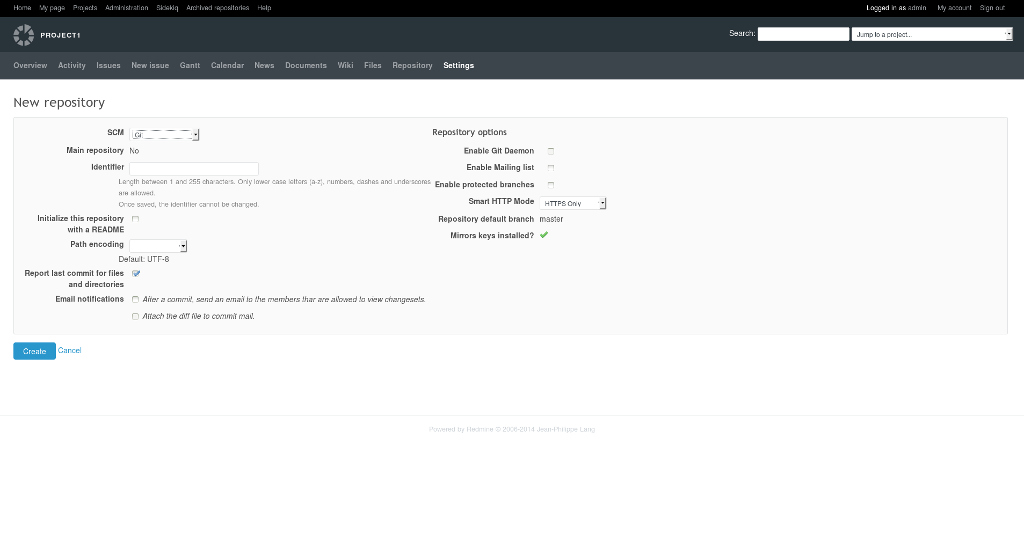 Home My page Projects Administration Sidekiq Archived repositories Help Logged in as admin My account Sign out
PROJECT1 Search: Jump to a project...
Overview Activity Issues New issue Gantt Calendar News Documents Wiki Files Repository Settings
New repository
SCM Git
Main repository No
Identifier
Length between 1 and 255 characters. Only lower case letters (a-z), numbers, dashes and underscores
are allowed.
Once saved, the identifier cannot be changed.
Initialize this repository
with a README
Path encoding
Default: UTF-8
Report last commit for files
and directories
Email notifications After a commit, send an email to the members that are allowed to view changesets.
Attach the diff file to commit mail.
Repository options
Enable Git Daemon
Enable Mailing list
Enable protected branches
Smart HTTP Mode HTTPS Only
Repository default branch master
Mirrors keys installed?
Create Cancel
Powered by Redmine © 2006-2014 Jean-Philippe Lang